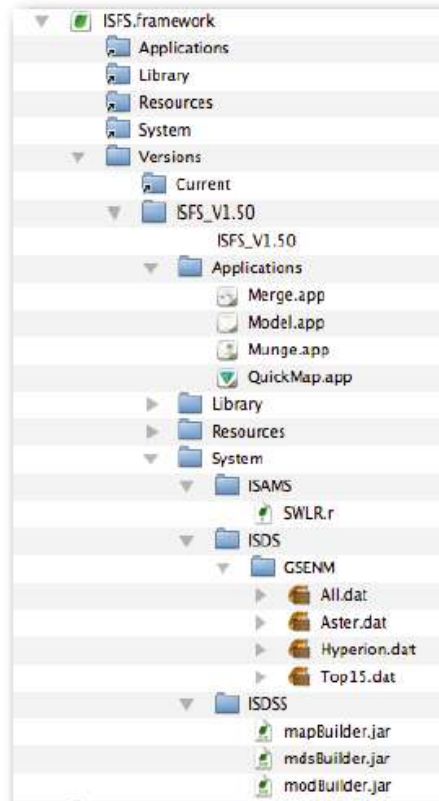 ISFS.framework
Applications
Library
Resources
System
Versions
Current
ISFS_V1.50
ISFS_V1.50
Applications
Merge.app
Model.app
Munge.app
QuickMap.app
Library
Resources
System
ISAMS
SWLR.r
ISDS
GSENM
All.dat
Aster.dat
Hyperion.dat
Top15.dat
ISDSS
mapBuilder.jar
mdsBuilder.jar
modBuilder.jar